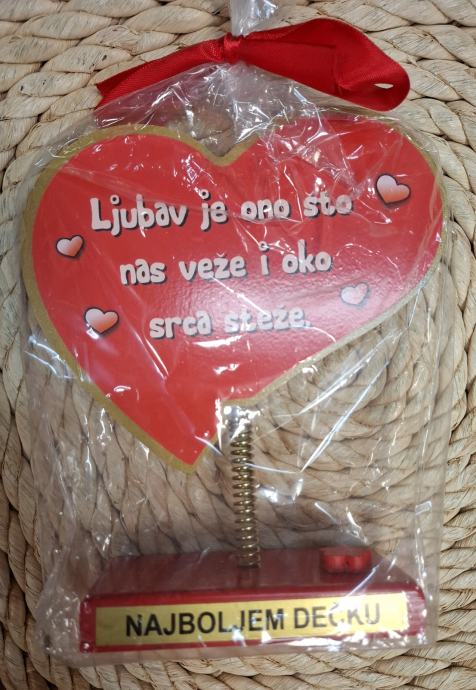 Ljubav je ono što
nas veže i oko
srca steže.
NAJBOLJEM DEČKU